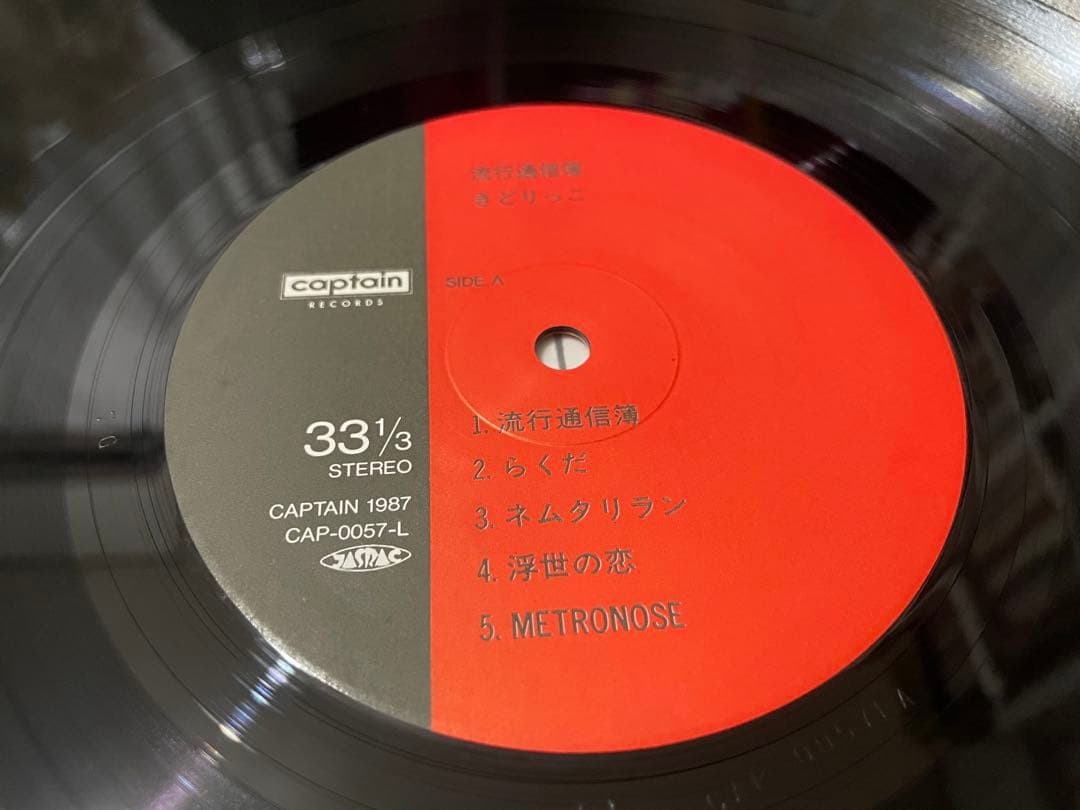 流行通信簿
きどりっこ
captain
RECORDS
SIDE A
33 1/3
STEREO
CAPTAIN 1987
CAP-0057-L
JASRAC
1. 流行通信簿
2. らくだ
3. ネムタリラン
4. 浮世の恋
5. METRONOSE